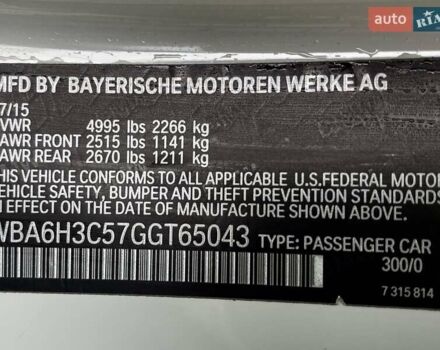 auto RIA
MFD BY BAYERISCHE MOTOREN WERKE AG
7/15
VWR 4995 lbs 2266 kg
AWR FRONT 2515 lbs 1141 kg
AWR REAR 2670 lbs 1211 kg
THIS VEHICLE CONFORMS TO ALL APPLICABLE U.S.FEDERAL MOTOR
VEHICLE SAFETY, BUMPER AND THEFT PREVENTION STANDARDS
IN EFFECT ON THE DATE OF MANUFACTURE SHOWN ABOVE.
WBA6H3C57GGT65043 TYPE: PASSENGER CAR
300/0
7 315 814